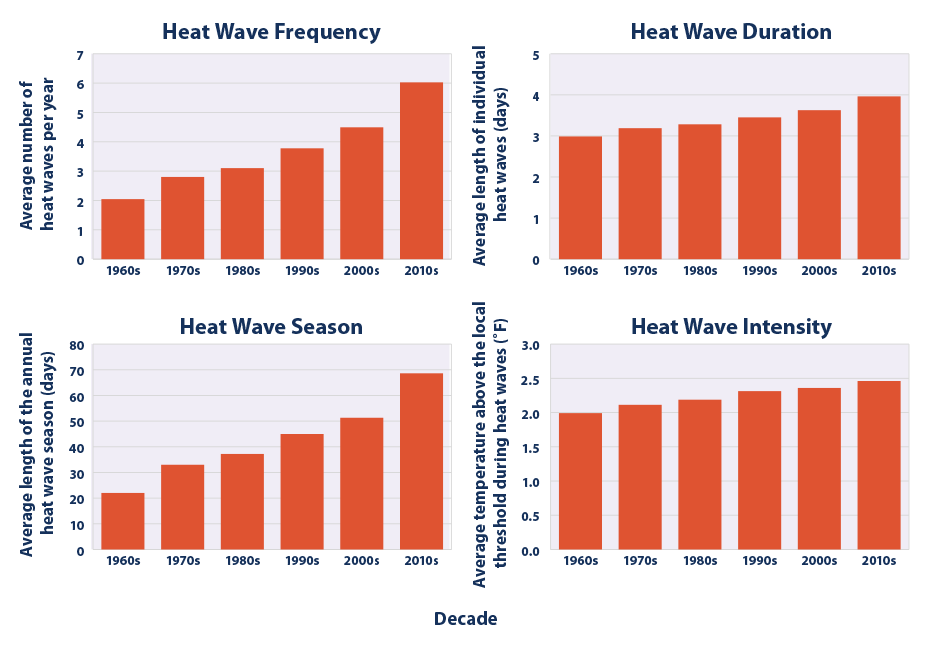 Heat Wave Frequency
Average number of
heat waves per year
7
6
5
4
3
2
1
0
1960s 1970s 1980s 1990s 2000s 2010s
Heat Wave Duration
Average length of individual
heat waves (days)
5
4
3
2
1
0
1960s 1970s 1980s 1990s 2000s 2010s
Heat Wave Season
Average length of the annual
heat wave season (days)
80
70
60
50
40
30
20
10
0
1960s 1970s 1980s 1990s 2000s 2010s
Heat Wave Intensity
Average temperature above the local
threshold during heat waves (˚F)
3.0
2.5
2.0
1.5
1.0
0.5
0.0
1960s 1970s 1980s 1990s 2000s 2010s
Decade